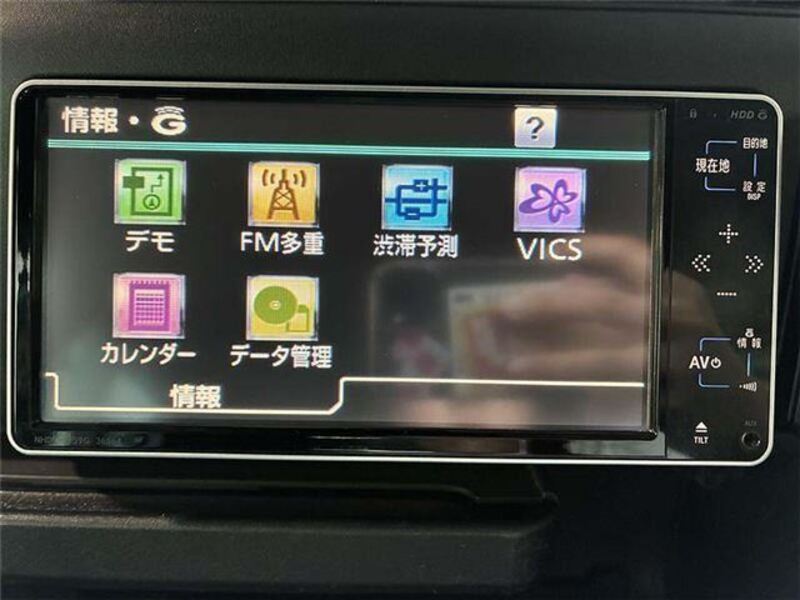 情報・G
?
デモ
FM多重
渋滞予測
VICS
カレンダー
データ管理
情報
HDD G
目的地
現在地
設定
DISP
情報
AV
TILT
AUX